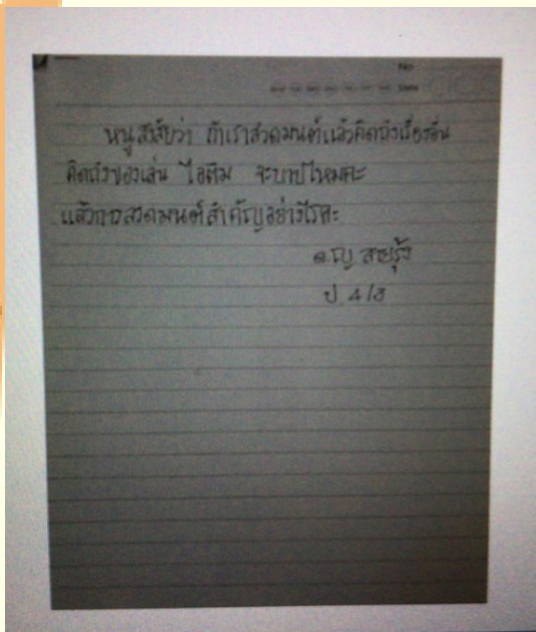 หนูสงสัยว่า ถ้าเราสวดมนต์แล้วคิดถึงเรื่องอื่น
คิดถึงของเล่น ไอติม จะบาปไหมคะ
แล้วการสวดมนต์สำคัญอย่างไรคะ
ด.ญ. สายรุ้ง
ป. 4/3